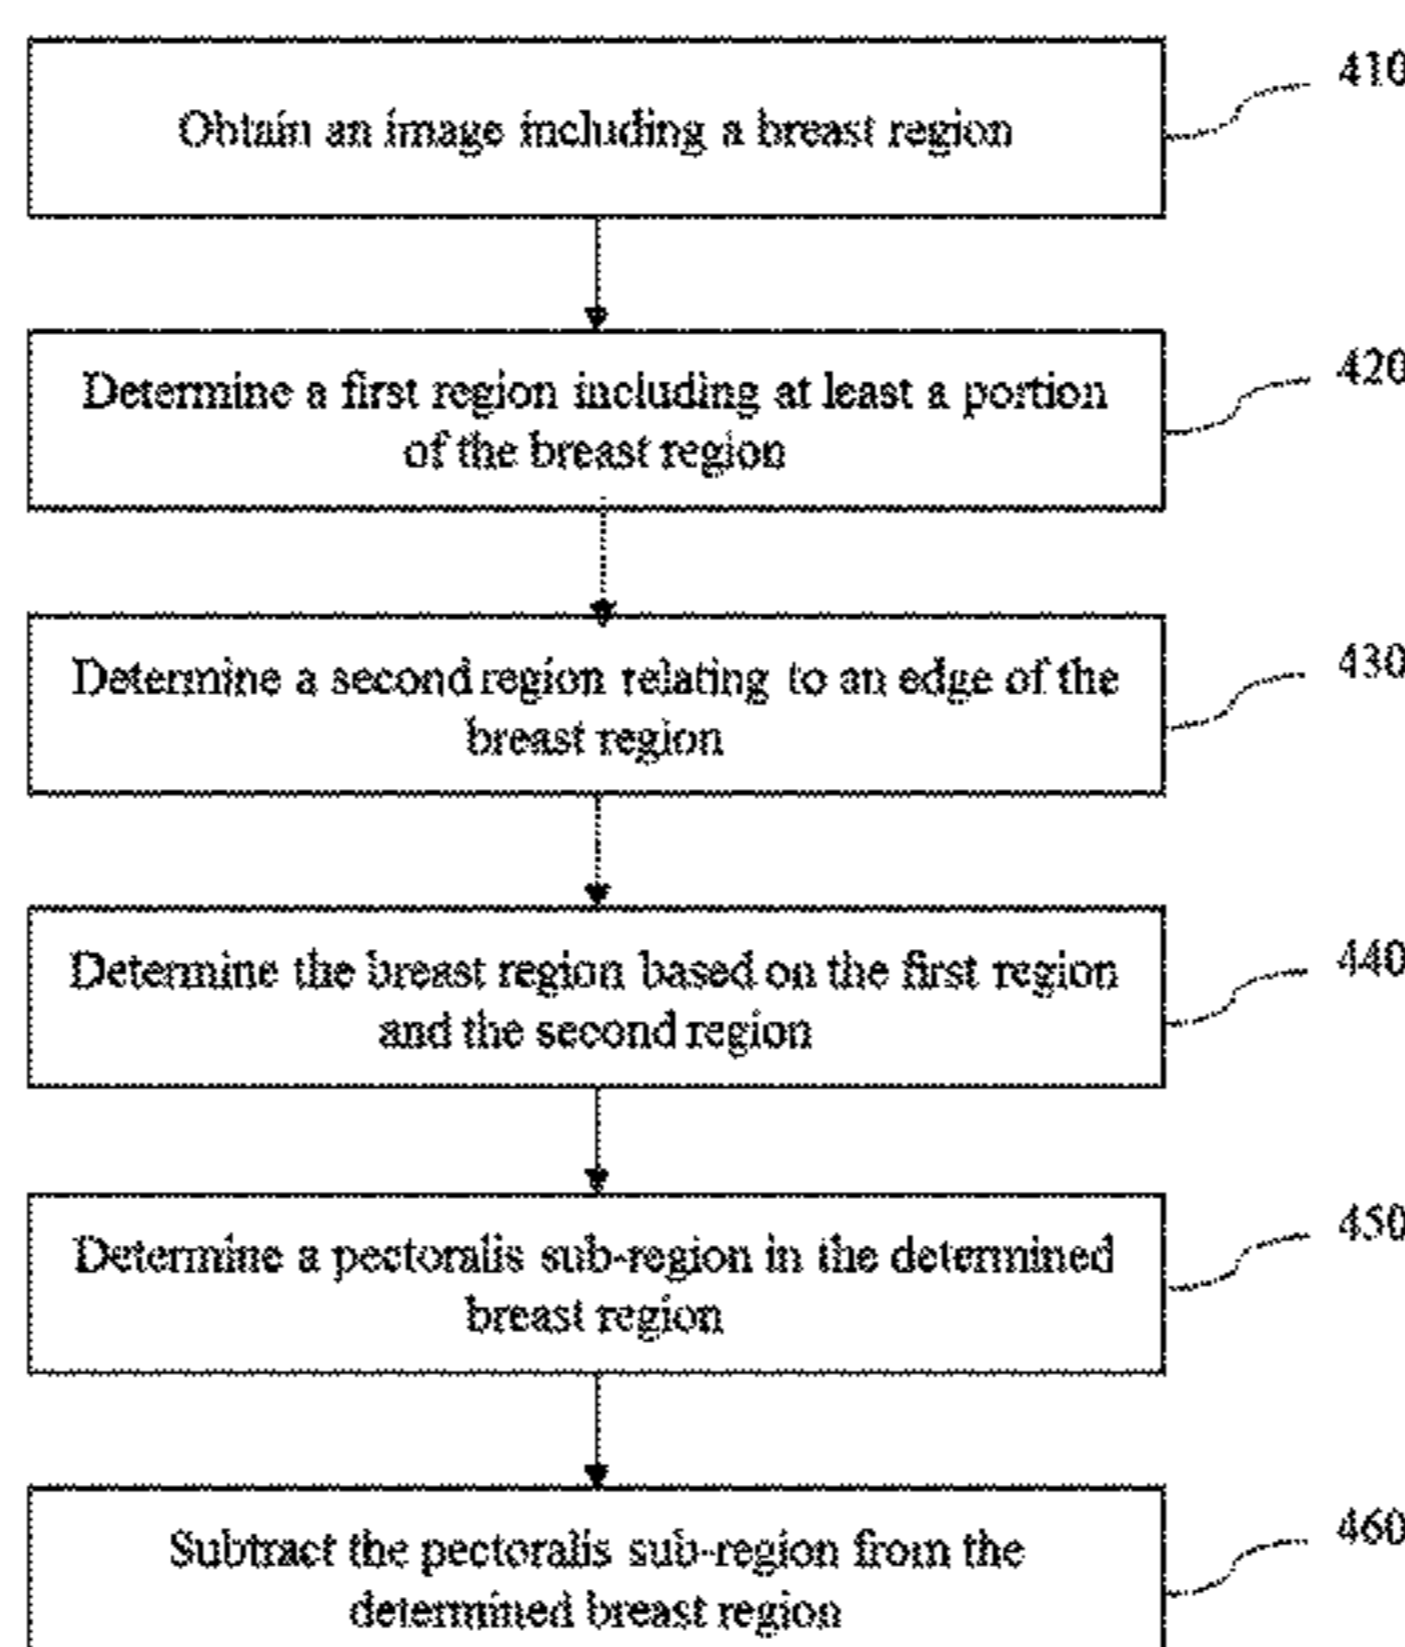 Obtain an image including a breast region
410
Determine a first region including at least a portion
of the breast region
420
Determine a second region relating to an edge of the
breast region
430
Determine the breast region based on the first region
and the second region
440
Determine a pectoralis sub-region in the determined
breast region
450
Subtract the pectoralis sub-region from the
determined breast region
460